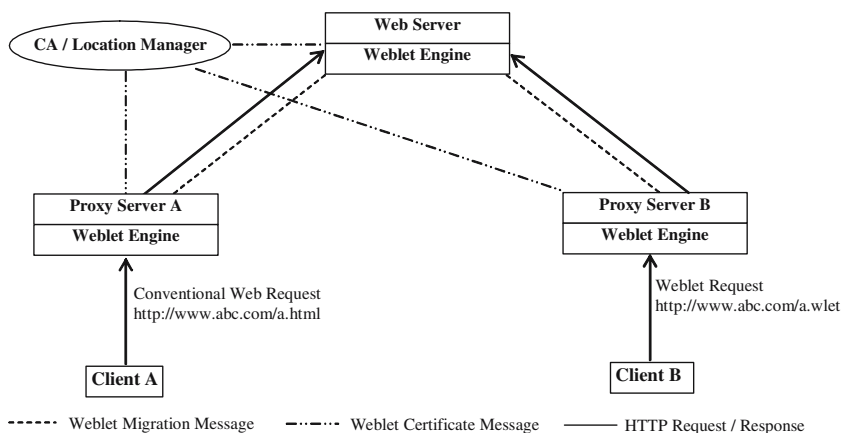 Web Server
CA / Location Manager
Weblet Engine
Proxy Server A
Weblet Engine
Proxy Server B
Weblet Engine
Conventional Web Request
http://www.abc.com/a.html
Weblet Request
http://www.abc.com/a.wlet
Client A
Client B
Weblet Migration Message
Weblet Certificate Message
HTTP Request / Response